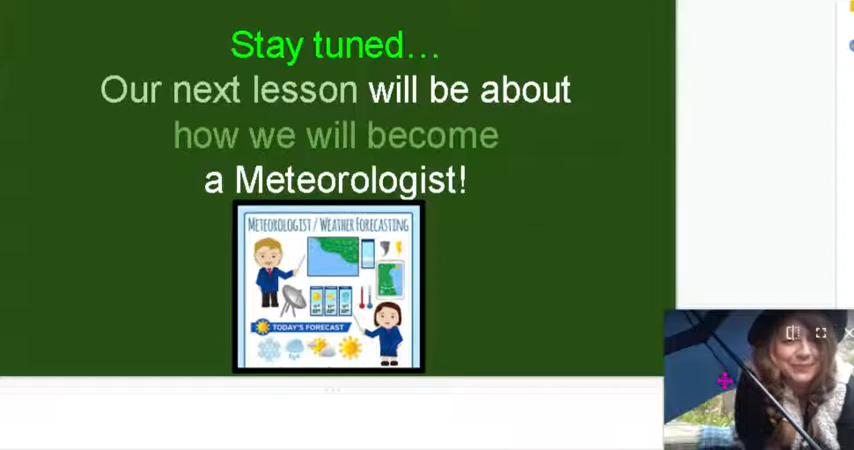 Stay tuned...
Our next lesson will be about
how we will become
a Meteorologist!
METEOROLOGIST / WEATHER FORECASTING
TODAY'S FORECAST